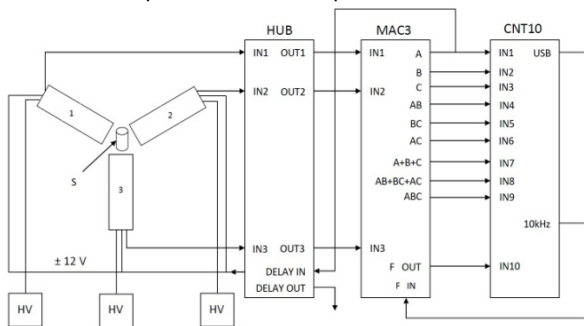 HUB MAC3 CNT10
IN1 OUT1 IN1 A IN1 USB
B IN2
IN2 OUT2 IN2 C IN3
1 2 AB IN4
BC IN5
3 AC IN6
S A+B+C IN7
AB+BC+AC IN8
ABC IN9
10kHz
IN3 OUT3 IN3
± 12 V DELAY IN F OUT IN10
DELAY OUT F IN
HV HV HV